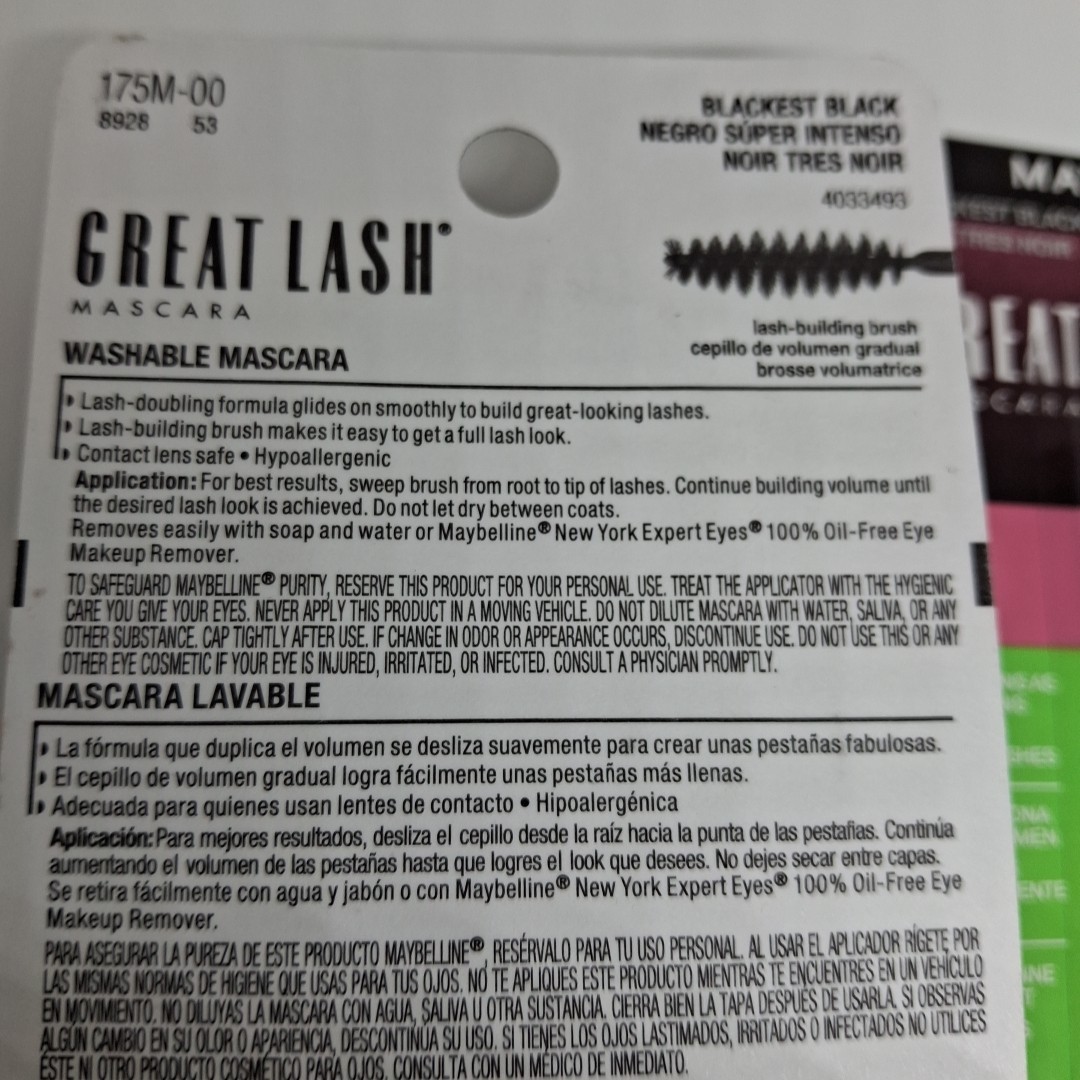 175M-00
8928 53
BLACKEST BLACK
NEGRO SÚPER INTENSO
NOIR TRES NOIR
4033493
GREAT LASH®
MASCARA
lash-building brush
cepillo de volumen gradual
brosse volumatrice
WASHABLE MASCARA
Lash-doubling formula glides on smoothly to build great-looking lashes.
Lash-building brush makes it easy to get a full lash look.
Contact lens safe • Hypoallergenic
Application: For best results, sweep brush from root to tip of lashes. Continue building volume until
the desired lash look is achieved. Do not let dry between coats.
Removes easily with soap and water or Maybelline® New York Expert Eyes® 100% Oil-Free Eye
Makeup Remover.
TO SAFEGUARD MAYBELLINE® PURITY, RESERVE THIS PRODUCT FOR YOUR PERSONAL USE. TREAT THE APPLICATOR WITH THE HYGIENIC
CARE YOU GIVE YOUR EYES. NEVER APPLY THIS PRODUCT IN A MOVING VEHICLE. DO NOT DILUTE MASCARA WITH WATER, SALIVA, OR ANY
OTHER SUBSTANCE. CAP TIGHTLY AFTER USE. IF CHANGE IN ODOR OR APPEARANCE OCCURS, DISCONTINUE USE. DO NOT USE THIS OR ANY
OTHER EYE COSMETIC IF YOUR EYE IS INJURED, IRRITATED, OR INFECTED. CONSULT A PHYSICIAN PROMPTLY.
MASCARA LAVABLE
La fórmula que duplica el volumen se desliza suavemente para crear unas pestañas fabulosas.
El cepillo de volumen gradual logra fácilmente unas pestañas más llenas.
Adecuada para quienes usan lentes de contacto • Hipoalergénica
Aplicación: Para mejores resultados, desliza el cepillo desde la raíz hacia la punta de las pestañas. Continúa
aumentando el volumen de las pestañas hasta que logres el look que desees. No dejes secar entre capas.
Se retira fácilmente con agua y jabón o con Maybelline® New York Expert Eyes® 100% Oil-Free Eye
Makeup Remover.
PARA ASEGURAR LA PUREZA DE ESTE PRODUCTO MAYBELLINE®, RESÉRVALO PARA TU USO PERSONAL. AL USAR EL APLICADOR RÍGETE POR
LAS MISMAS NORMAS DE HIGIENE QUE USAS PARA TUS OJOS. NO TE APLIQUES ESTE PRODUCTO MIENTRAS TE ENCUENTRES EN UN VEHÍCULO
EN MOVIMIENTO. NO DILUYAS LA MASCARA CON AGUA, SALIVA U OTRA SUSTANCIA. CIERRA BIEN LA TAPA DESPUÉS DE USARLA. SI OBSERVAS
ALGÚN CAMBIO EN SU OLOR O APARIENCIA, DESCONTINÚA SU USO. SI TIENES LOS OJOS LASTIMADOS, IRRITADOS O INFECTADOS NO UTILICES
ÉSTE NI OTRO PRODUCTO COSMÉTICO PARA OJOS. CONSULTA CON UN MÉDICO DE INMEDIATO.
MA
REAT